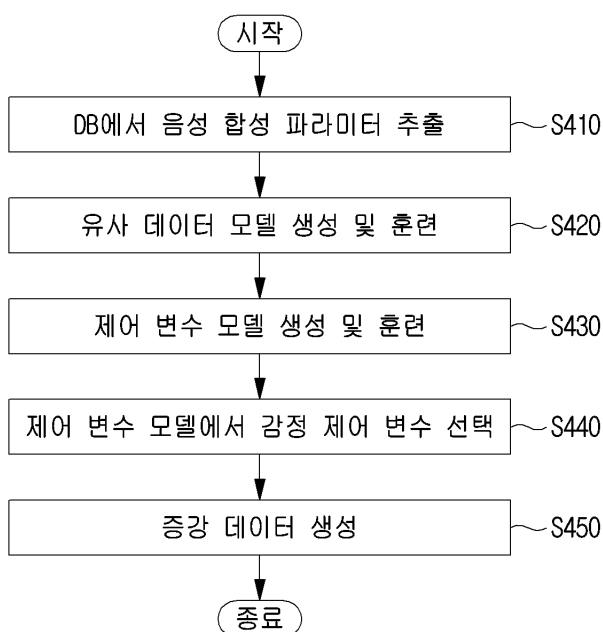 시작
DB에서 음성 합성 파라미터 추출
S410
유사 데이터 모델 생성 및 훈련
S420
제어 변수 모델 생성 및 훈련
S430
제어 변수 모델에서 감정 제어 변수 선택
S440
증강 데이터 생성
S450
종료